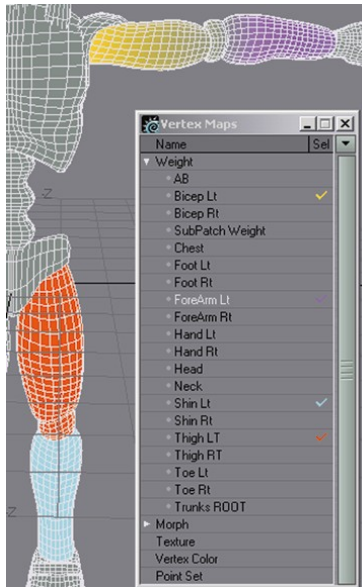 Vertex Maps
Name Sel
Weight
AB
Bicep Lt
Bicep Rt
SubPatch Weight
Chest
Foot Lt
Foot Rt
ForeArm Lt
ForeArm Rt
Hand Lt
Hand Rt
Head
Neck
Shin Lt
Shin Rt
Thigh LT
Thigh RT
Toe Lt
Toe Rt
Trunks ROOT
Morph
Texture
Vertex Color
Point Set
Z
Z